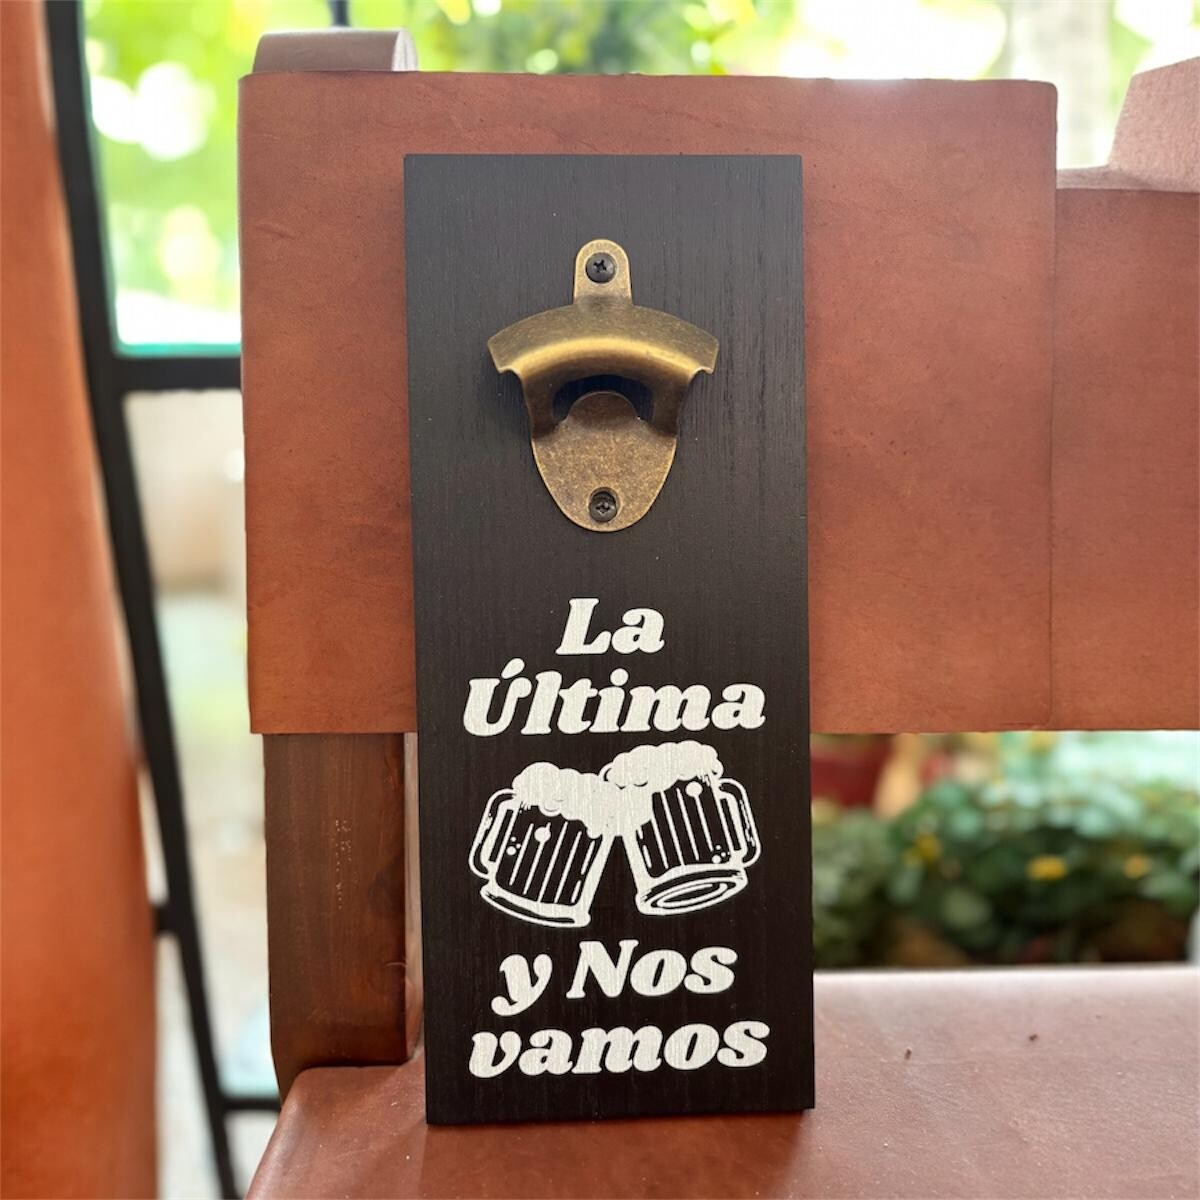 La
Última
y Nos
vamos